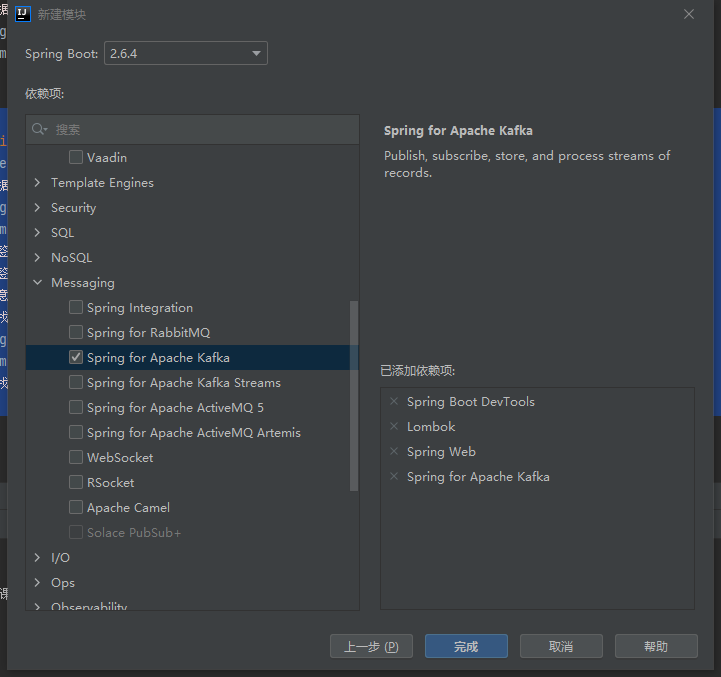 新建模块
Spring Boot: 2.6.4
依赖项:
搜索
Vaadin
Template Engines
Security
SQL
NoSQL
Messaging
Spring Integration
Spring for RabbitMQ
Spring for Apache Kafka
Spring for Apache Kafka Streams
Spring for Apache ActiveMQ 5
Spring for Apache ActiveMQ Artemis
WebSocket
RSocket
Apache Camel
Solace PubSub+
I/O
Ops
Observability
Spring for Apache Kafka
Publish, subscribe, store, and process streams of
records.
已添加依赖项:
Spring Boot DevTools
Lombok
Spring Web
Spring for Apache Kafka
上一步 (P) 完成 取消 帮助